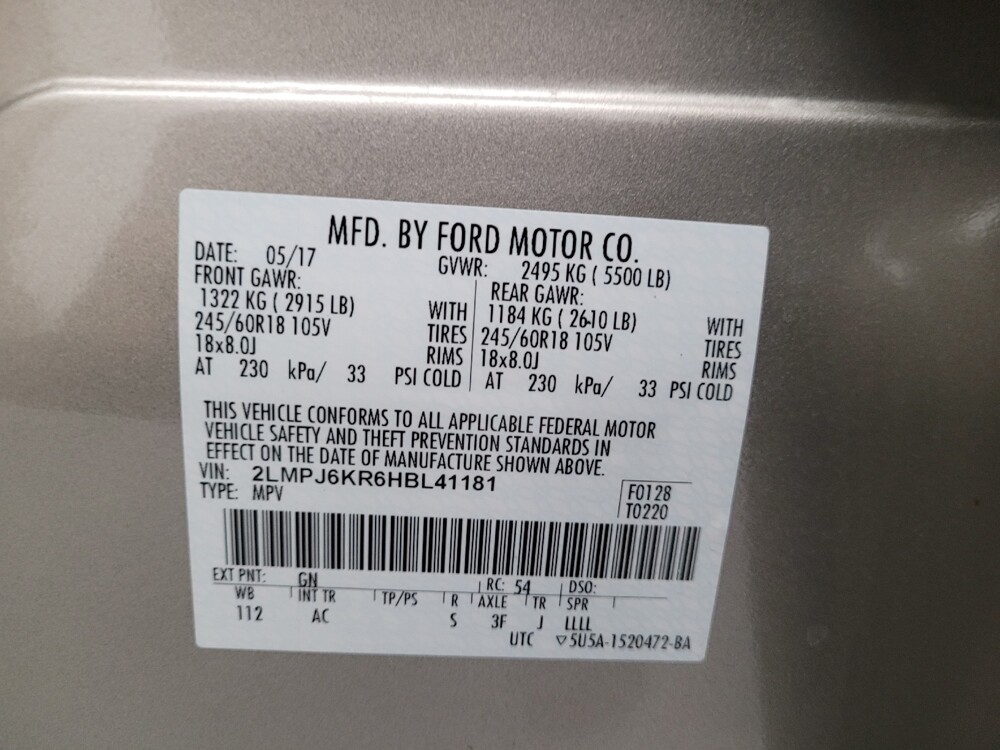 MFD. BY FORD MOTOR CO.
DATE: 05/17 GVWR: 2495 KG ( 5500 LB)
FRONT GAWR: REAR GAWR:
1322 KG ( 2915 LB) WITH 1184 KG ( 2610 LB) WITH
245/60R18 105V TIRES 245/60R18 105V TIRES
18x8.0J RIMS 18x8.0J RIMS
AT 230 kPa/ 33 PSI COLD AT 230 kPa/ 33 PSI COLD
THIS VEHICLE CONFORMS TO ALL APPLICABLE FEDERAL MOTOR
VEHICLE SAFETY AND THEFT PREVENTION STANDARDS IN
EFFECT ON THE DATE OF MANUFACTURE SHOWN ABOVE.
VIN: 2LMPJ6KR6HBL41181
TYPE: MPV F0128
T0220
EXT PNT: GN RC: 54 DSO:
WB INT TR TP/PS R AXLE TR SPR
112 AC S 3F J LLLL
UTC ▽5U5A-1520472-BA